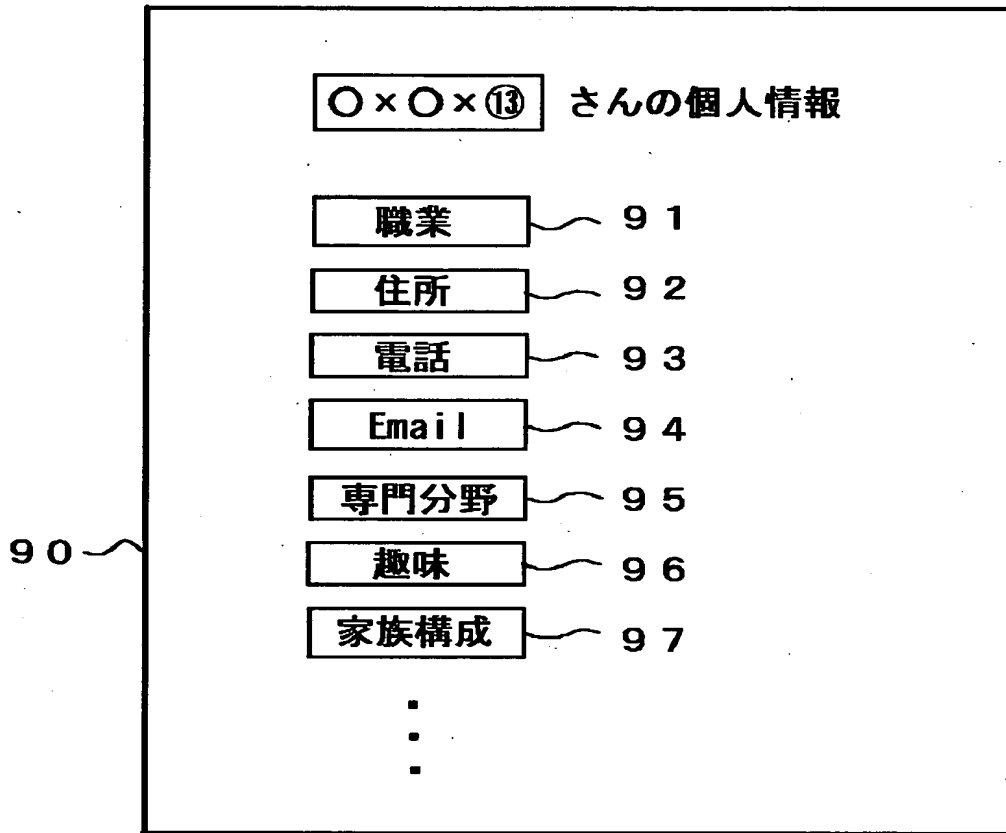 ○×○×⑬ さんの個人情報
職業 91
住所 92
電話 93
Email 94
専門分野 95
90
趣味 96
家族構成 97